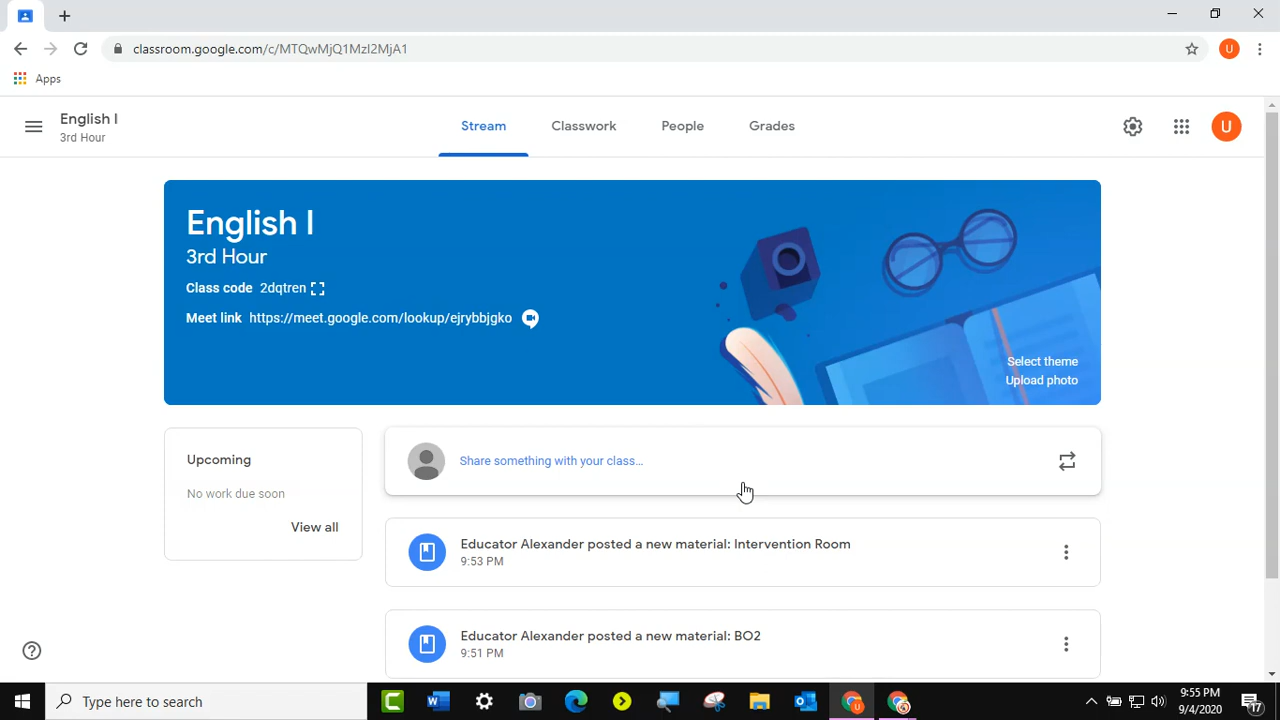 classroom.google.com/c/MTQwMjQ1MzI2MjA1
U
Apps
English I
3rd Hour
Stream
Classwork
People
Grades
U
English I
3rd Hour
Class code 2dqtren
Meet link https://meet.google.com/lookup/ejrybbjgko
Select theme
Upload photo
Upcoming
No work due soon
View all
Share something with your class...
Educator Alexander posted a new material: Intervention Room
9:53 PM
Educator Alexander posted a new material: BO2
9:51 PM
Type here to search
9:55 PM
9/4/2020
17